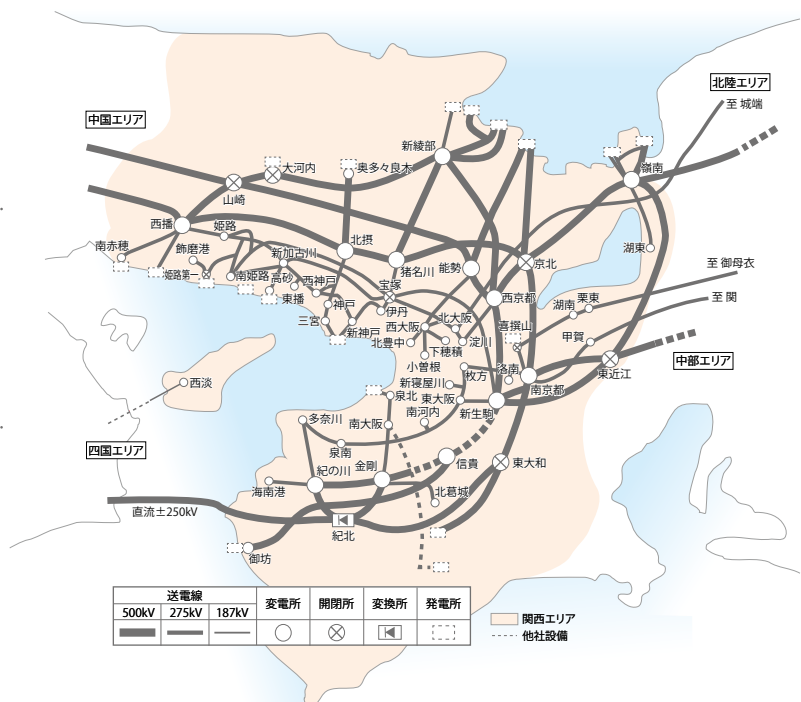 北陸エリア
至 城端
中国エリア
新綾部
大河内
奥多々良木
嶺南
山崎
西播
姫路
北摂
南赤穂
飾磨港
新加古川
猪名川
能勢
京北
湖東
至 御母衣
姫路第一
南姫路
高砂
西神戸
宝塚
西京都
湖南
栗東
至 関
東播
神戸
伊丹
三宮
新神戸
西大阪
北大阪
喜撰山
甲賀
北豊中
下穂積
淀川
小曽根
中部エリア
洛南
東近江
西淡
新寝屋川
枚方
南京都
泉北
東大阪
新生駒
多奈川
南大阪
南河内
四国エリア
泉南
信貴
東大和
紀の川
金剛
海南港
北葛城
直流±250kV
紀北
御坊
送電線
500kV
275kV
187kV
変電所
開閉所
変換所
発電所
関西エリア
他社設備